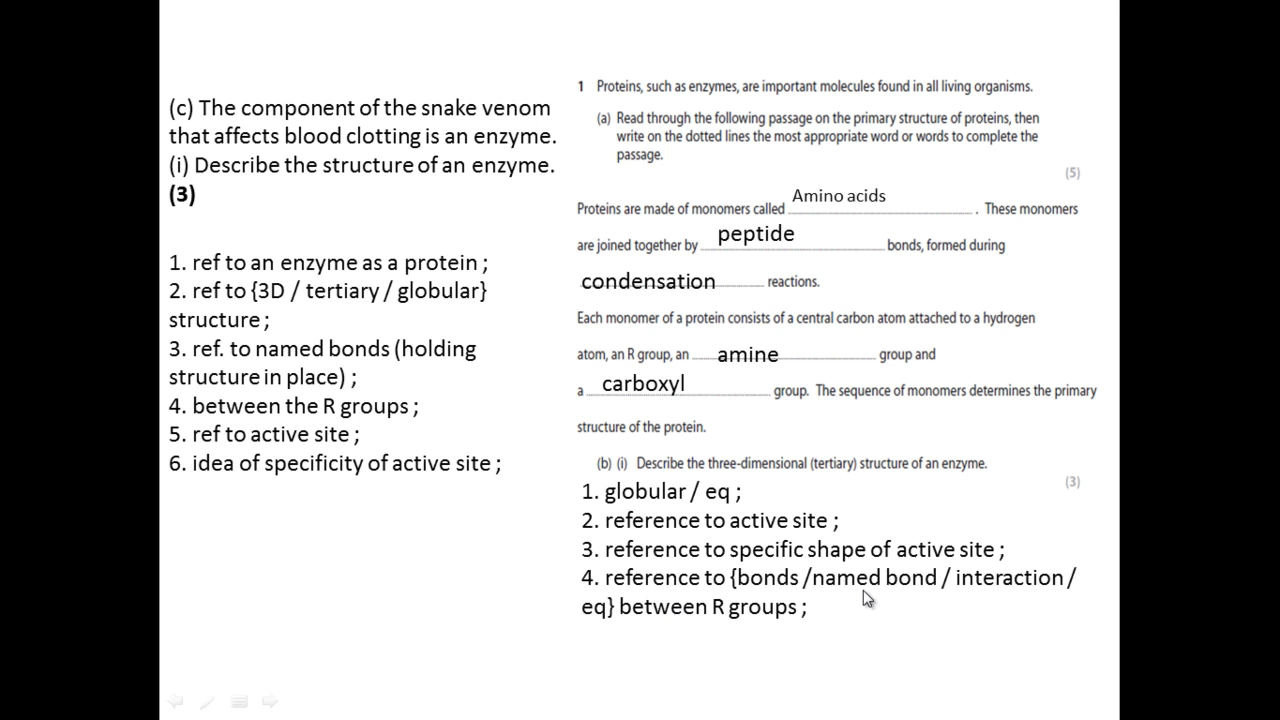 (c) The component of the snake venom
that affects blood clotting is an enzyme.
(i) Describe the structure of an enzyme.
(3)
1. ref to an enzyme as a protein ;
2. ref to {3D / tertiary / globular}
structure ;
3. ref. to named bonds (holding
structure in place) ;
4. between the R groups ;
5. ref to active site ;
6. idea of specificity of active site ;
1 Proteins, such as enzymes, are important molecules found in all living organisms.
(a) Read through the following passage on the primary structure of proteins, then
write on the dotted lines the most appropriate word or words to complete the
passage.
(5)
Proteins are made of monomers called Amino acids . These monomers
are joined together by peptide bonds, formed during
condensation reactions.
Each monomer of a protein consists of a central carbon atom attached to a hydrogen
atom, an R group, an amine group and
a carboxyl group. The sequence of monomers determines the primary
structure of the protein.
(b) (i) Describe the three-dimensional (tertiary) structure of an enzyme.
(3)
1. globular / eq ;
2. reference to active site ;
3. reference to specific shape of active site ;
4. reference to {bonds /named bond / interaction /
eq} between R groups ;